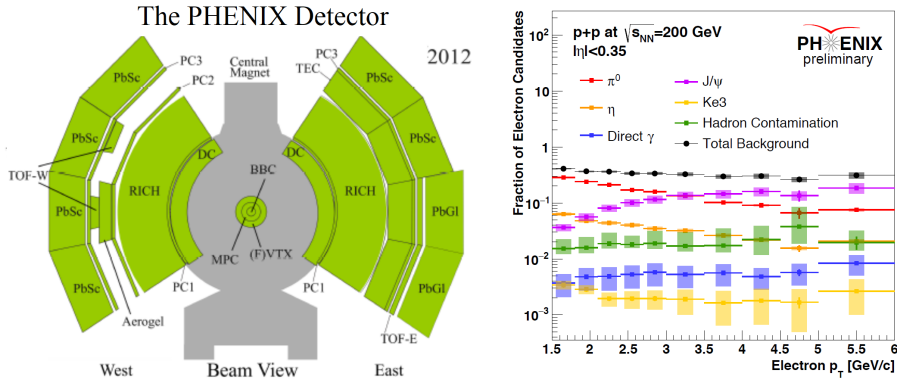 The PHENIX Detector
2012
Central
Magnet
PC3
PC2
PbSc
PbSc
TOF-W
PbSc
PbSc
RICH
DC
BBC
MPC
(F)VTX
PC1
Aerogel
West
Beam View
PC3
TEC
PbSc
PbSc
DC
RICH
PbGl
PbGl
PC1
TOF-E
East
p+p at √sNN=200 GeV
|η|<0.35
PHENIX
preliminary
π0
η
Direct γ
J/ψ
Ke3
Hadron Contamination
Total Background
Fraction of Electron Candidates
10²
10
1
10⁻¹
10⁻²
10⁻³
1.5 2 2.5 3 3.5 4 4.5 5 5.5 6
Electron pT [GeV/c]